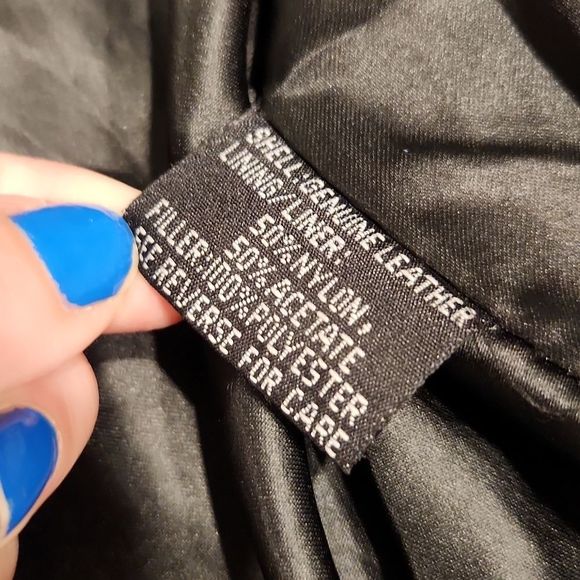 SHELL GENUINE LEATHER
LINING/LINER
50% NYLON,
50% ACETATE
FILLER/100% POLYESTER
SEE REVERSE FOR CARE